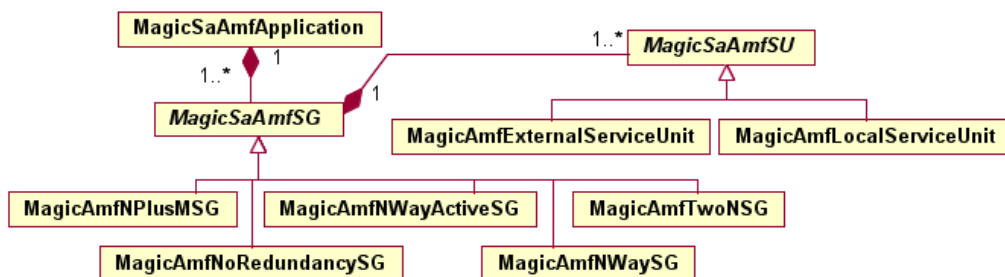 MagicSaAmfApplication
1
1..*
MagicSaAmfSU
1..*
MagicSaAmfSG
1
MagicAmfExternalServiceUnit
MagicAmfLocalServiceUnit
MagicAmfNPlusMSG
MagicAmfNWayActiveSG
MagicAmfTwoNSG
MagicAmfNoRedundancySG
MagicAmfNWaySG